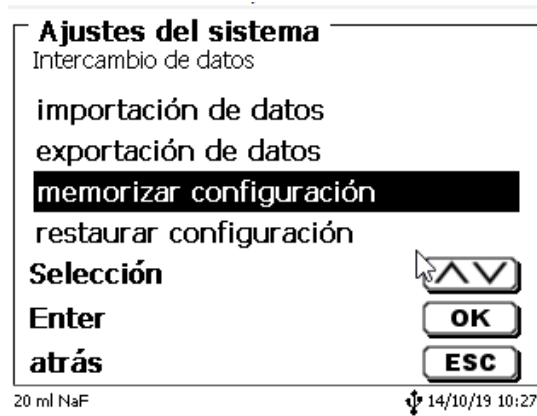 Ajustes del sistema
Intercambio de datos
importación de datos
exportación de datos
memorizar configuración
restaurar configuración
Selección
Enter OK
atrás ESC
20 ml NaF 14/10/19 10:27